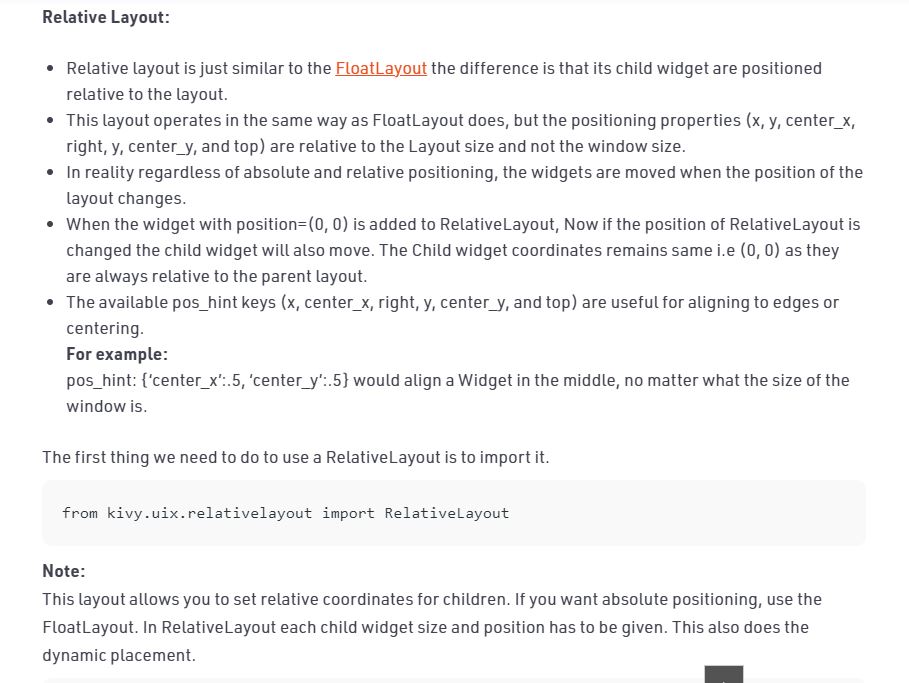 Relative Layout:
• Relative layout is just similar to the FloatLayout the difference is that its child widget are positioned
relative to the layout.
• This layout operates in the same way as FloatLayout does, but the positioning properties (x, y, center_x,
right, y, center_y, and top) are relative to the Layout size and not the window size.
• In reality regardless of absolute and relative positioning, the widgets are moved when the position of the
layout changes.
• When the widget with position=(0, 0) is added to RelativeLayout, Now if the position of RelativeLayout is
changed the child widget will also move. The Child widget coordinates remains same i.e (0, 0) as they
are always relative to the parent layout.
• The available pos_hint keys (x, center_x, right, y, center_y, and top) are useful for aligning to edges or
centering.
For example:
pos_hint: {‘center_x’:.5, ‘center_y’:.5} would align a Widget in the middle, no matter what the size of the
window is.
The first thing we need to do to use a RelativeLayout is to import it.
from kivy.uix.relativelayout import RelativeLayout
Note:
This layout allows you to set relative coordinates for children. If you want absolute positioning, use the
FloatLayout. In RelativeLayout each child widget size and position has to be given. This also does the
dynamic placement.